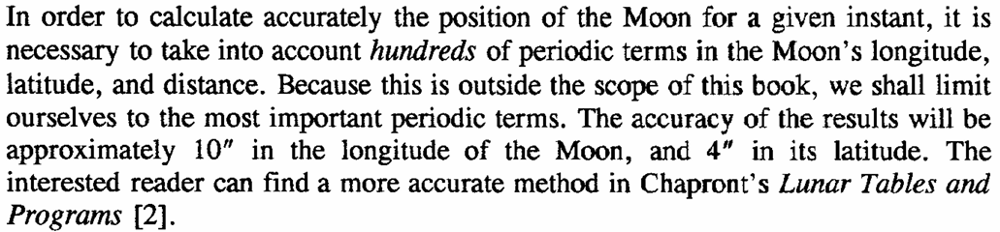 In order to calculate accurately the position of the Moon for a given instant, it is
necessary to take into account hundreds of periodic terms in the Moon's longitude,
latitude, and distance. Because this is outside the scope of this book, we shall limit
ourselves to the most important periodic terms. The accuracy of the results will be
approximately 10" in the longitude of the Moon, and 4" in its latitude. The
interested reader can find a more accurate method in Chapront's Lunar Tables and
Programs [2].